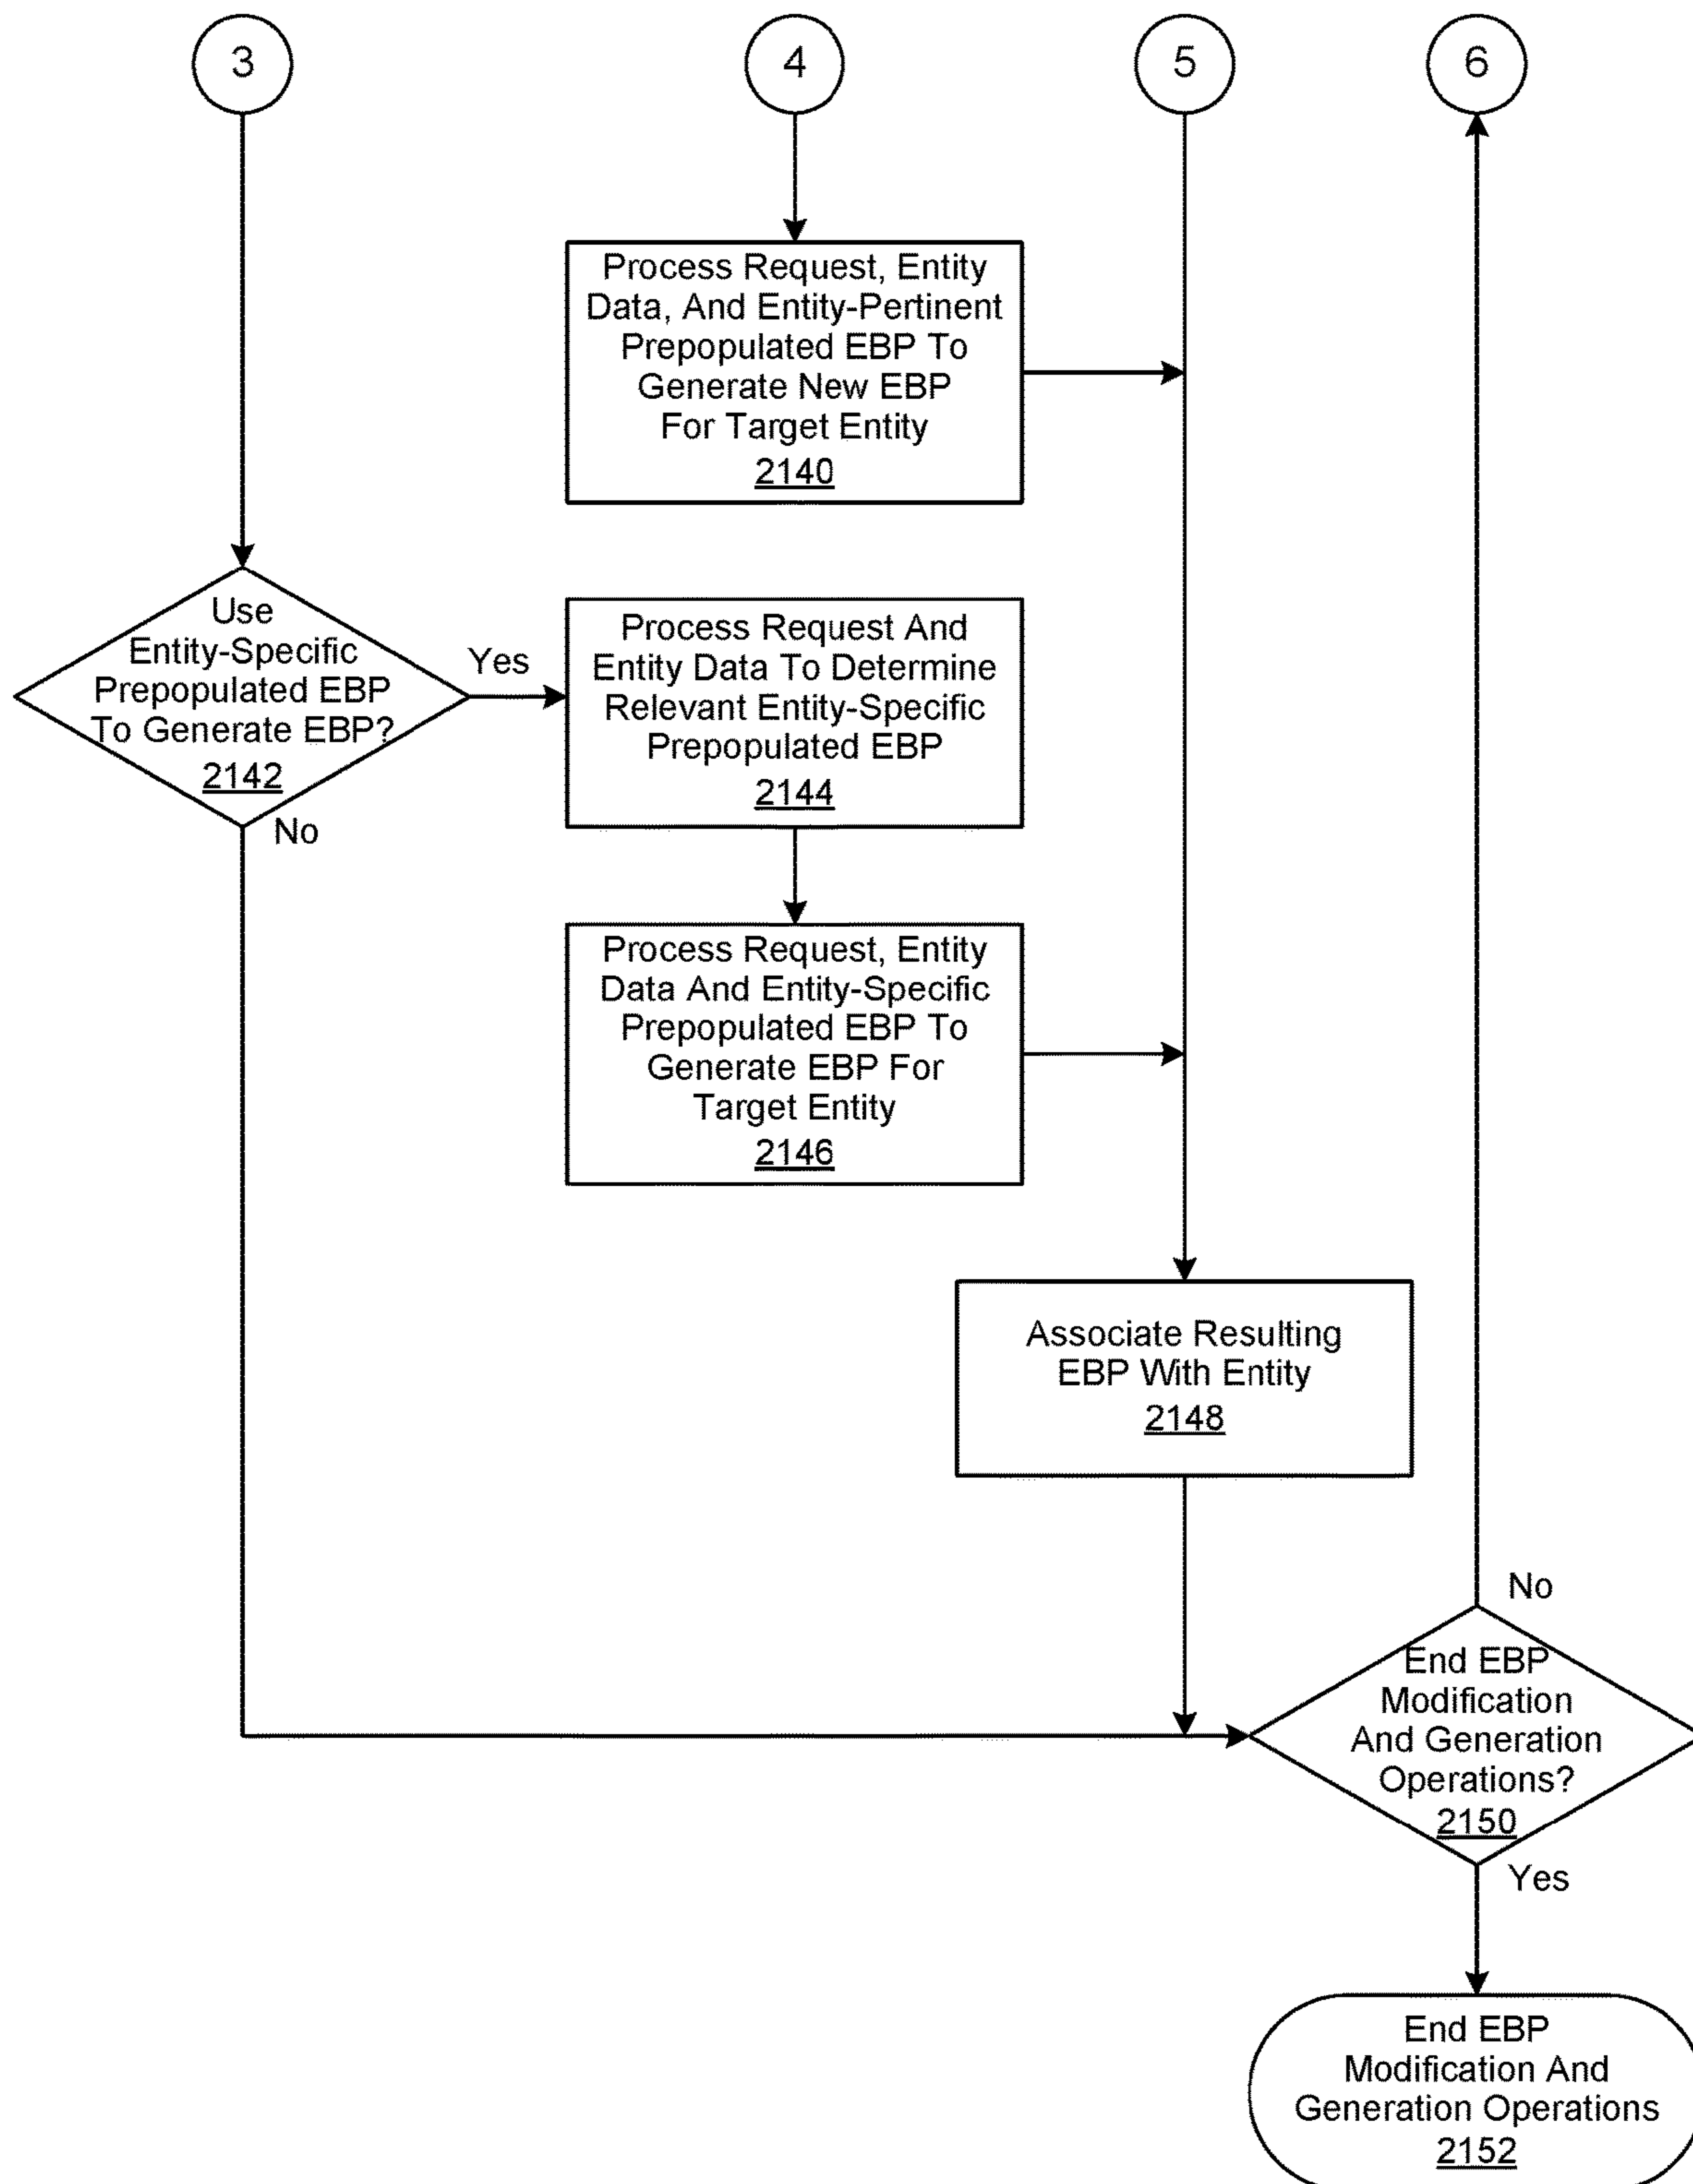 3
4
5
6
Process Request, Entity
Data, And Entity-Pertinent
Prepopulated EBP To
Generate New EBP
For Target Entity
2140
Use
Entity-Specific
Prepopulated EBP
To Generate EBP?
2142
Yes
No
Process Request And
Entity Data To Determine
Relevant Entity-Specific
Prepopulated EBP
2144
Process Request, Entity
Data And Entity-Specific
Prepopulated EBP To
Generate EBP For
Target Entity
2146
Associate Resulting
EBP With Entity
2148
No
End EBP
Modification
And Generation
Operations?
2150
Yes
End EBP
Modification And
Generation Operations
2152